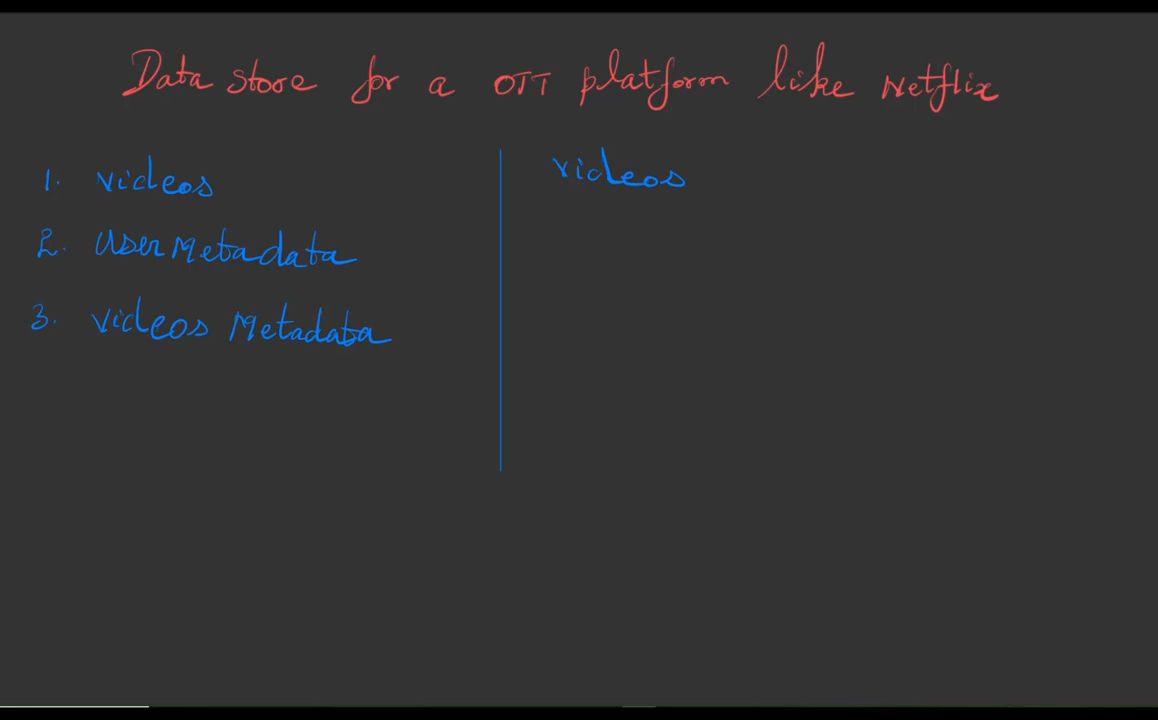 Data store for a OTT platform like Netflix
1. videos
2. User Metadata
3. Videos Metadata
videos